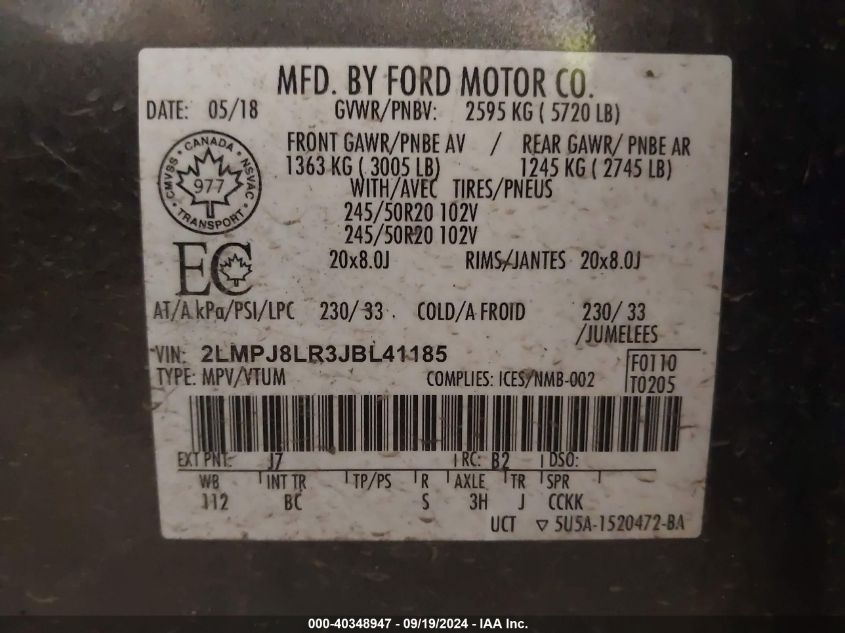 MFD. BY FORD MOTOR CO.
DATE: 05/18 GVWR/PNBV: 2595 KG ( 5720 LB)
FRONT GAWR/PNBE AV / REAR GAWR/ PNBE AR
1363 KG ( 3005 LB) 1245 KG ( 2745 LB)
WITH/AVEC TIRES/PNEUS
245/50R20 102V
245/50R20 102V
20x8.0J RIMS/JANTES 20x8.0J
CANADA
CMVSS NSVAC
977
TRANSPORT
EC
AT/A kPa/PSI/LPC 230/ 33 COLD/A FROID 230/ 33
/JUMELEES
VIN: 2LMPJ8LR3JBL41185
F0110
TYPE: MPV/VTUM COMPLIES: ICES/NMB-002
T0205
EXT PNT: J7 RC: B2 DSO:
WB INT TR TP/PS R AXLE TR SPR
112 BC S 3H J CCKK
UCT ▽ 5U5A-1520472-BA
000-40348947 - 09/19/2024 - IAA Inc.